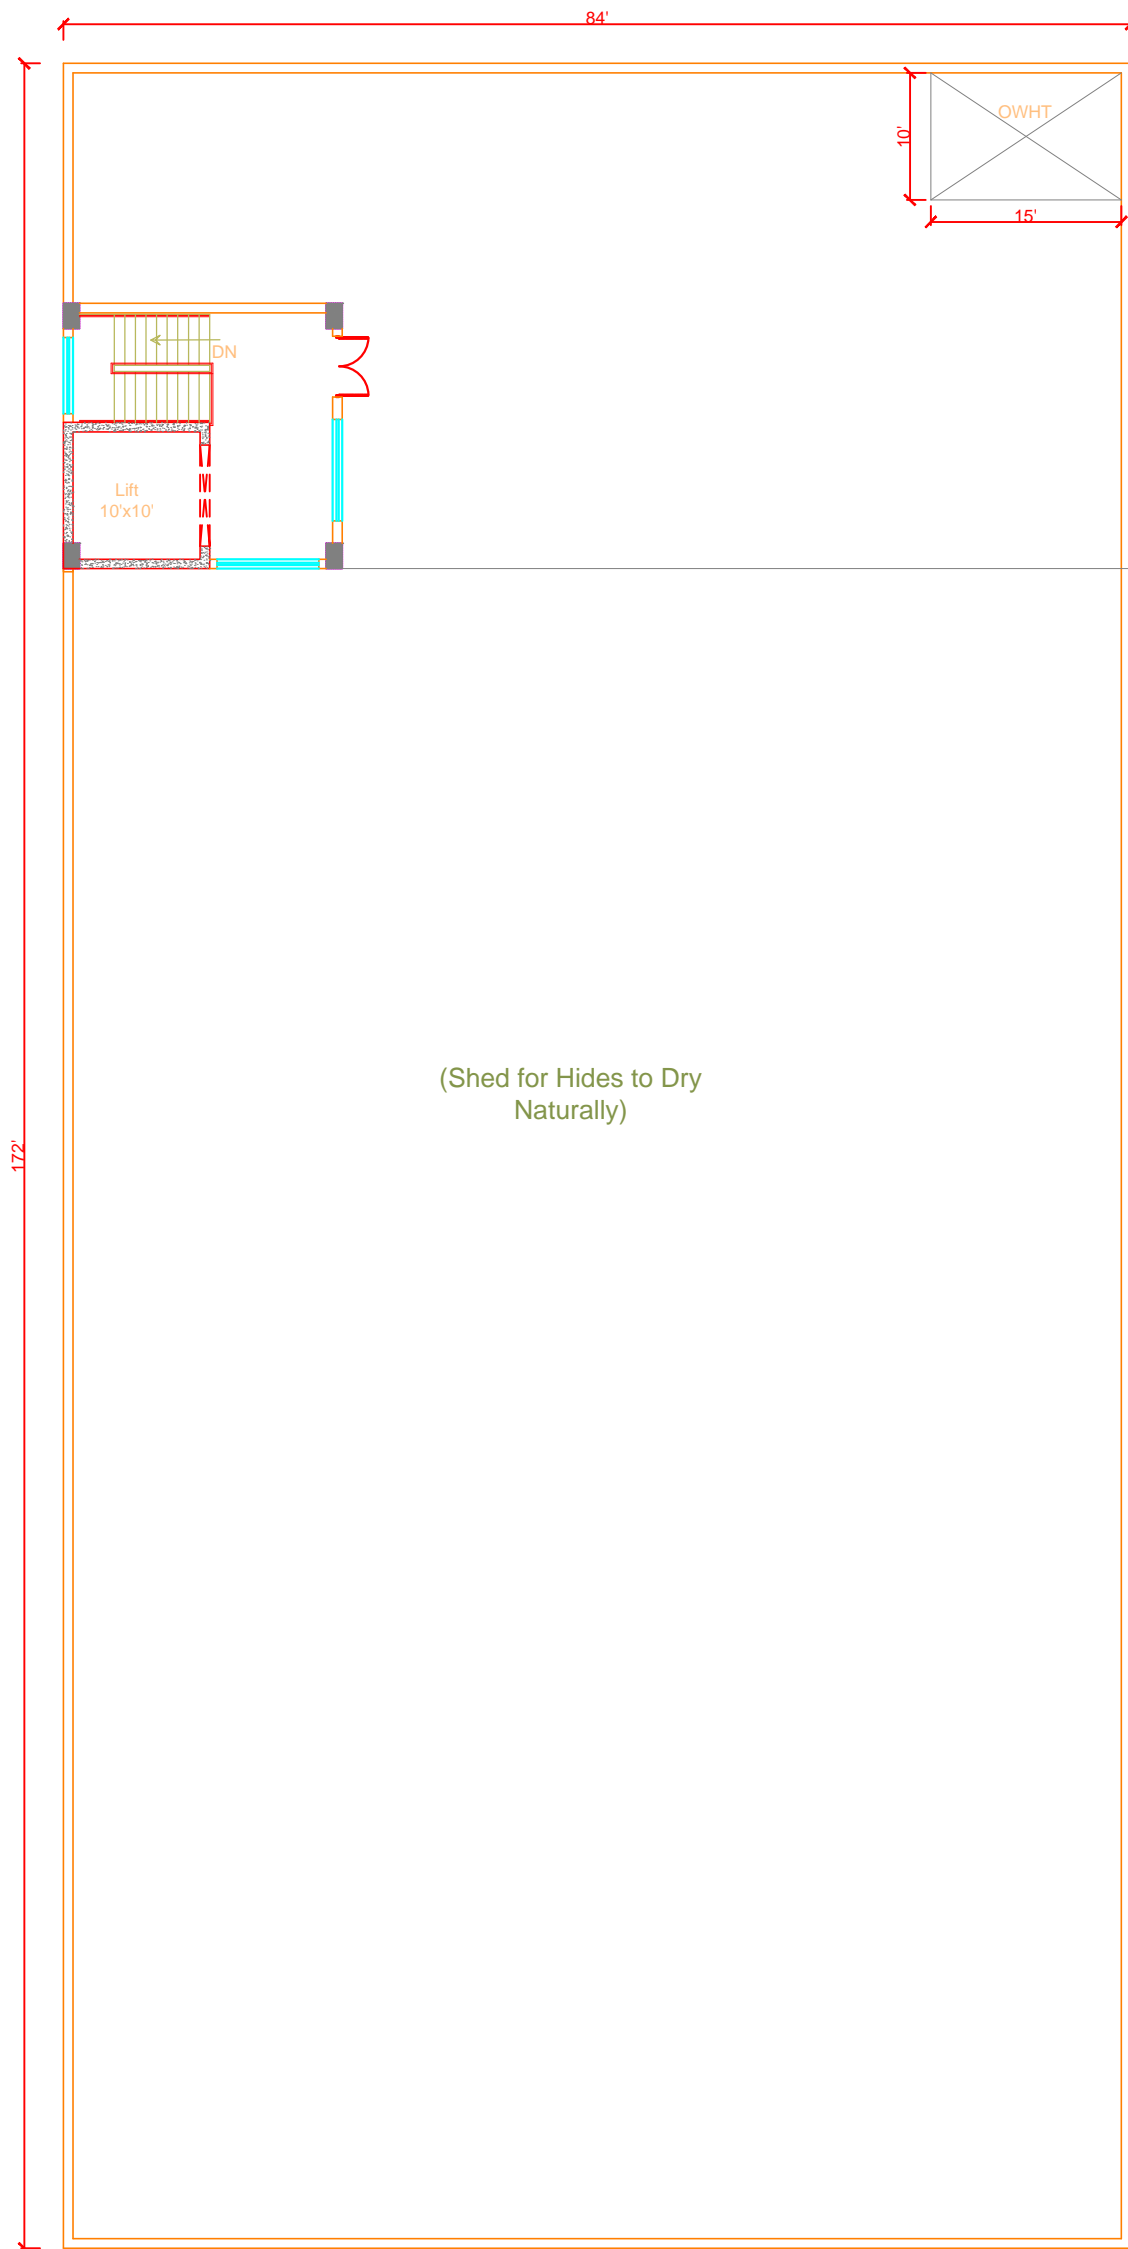 84'
OWHT
10'
15'
DN
Lift
10'x10'
(Shed for Hides to Dry
Naturally)
172'